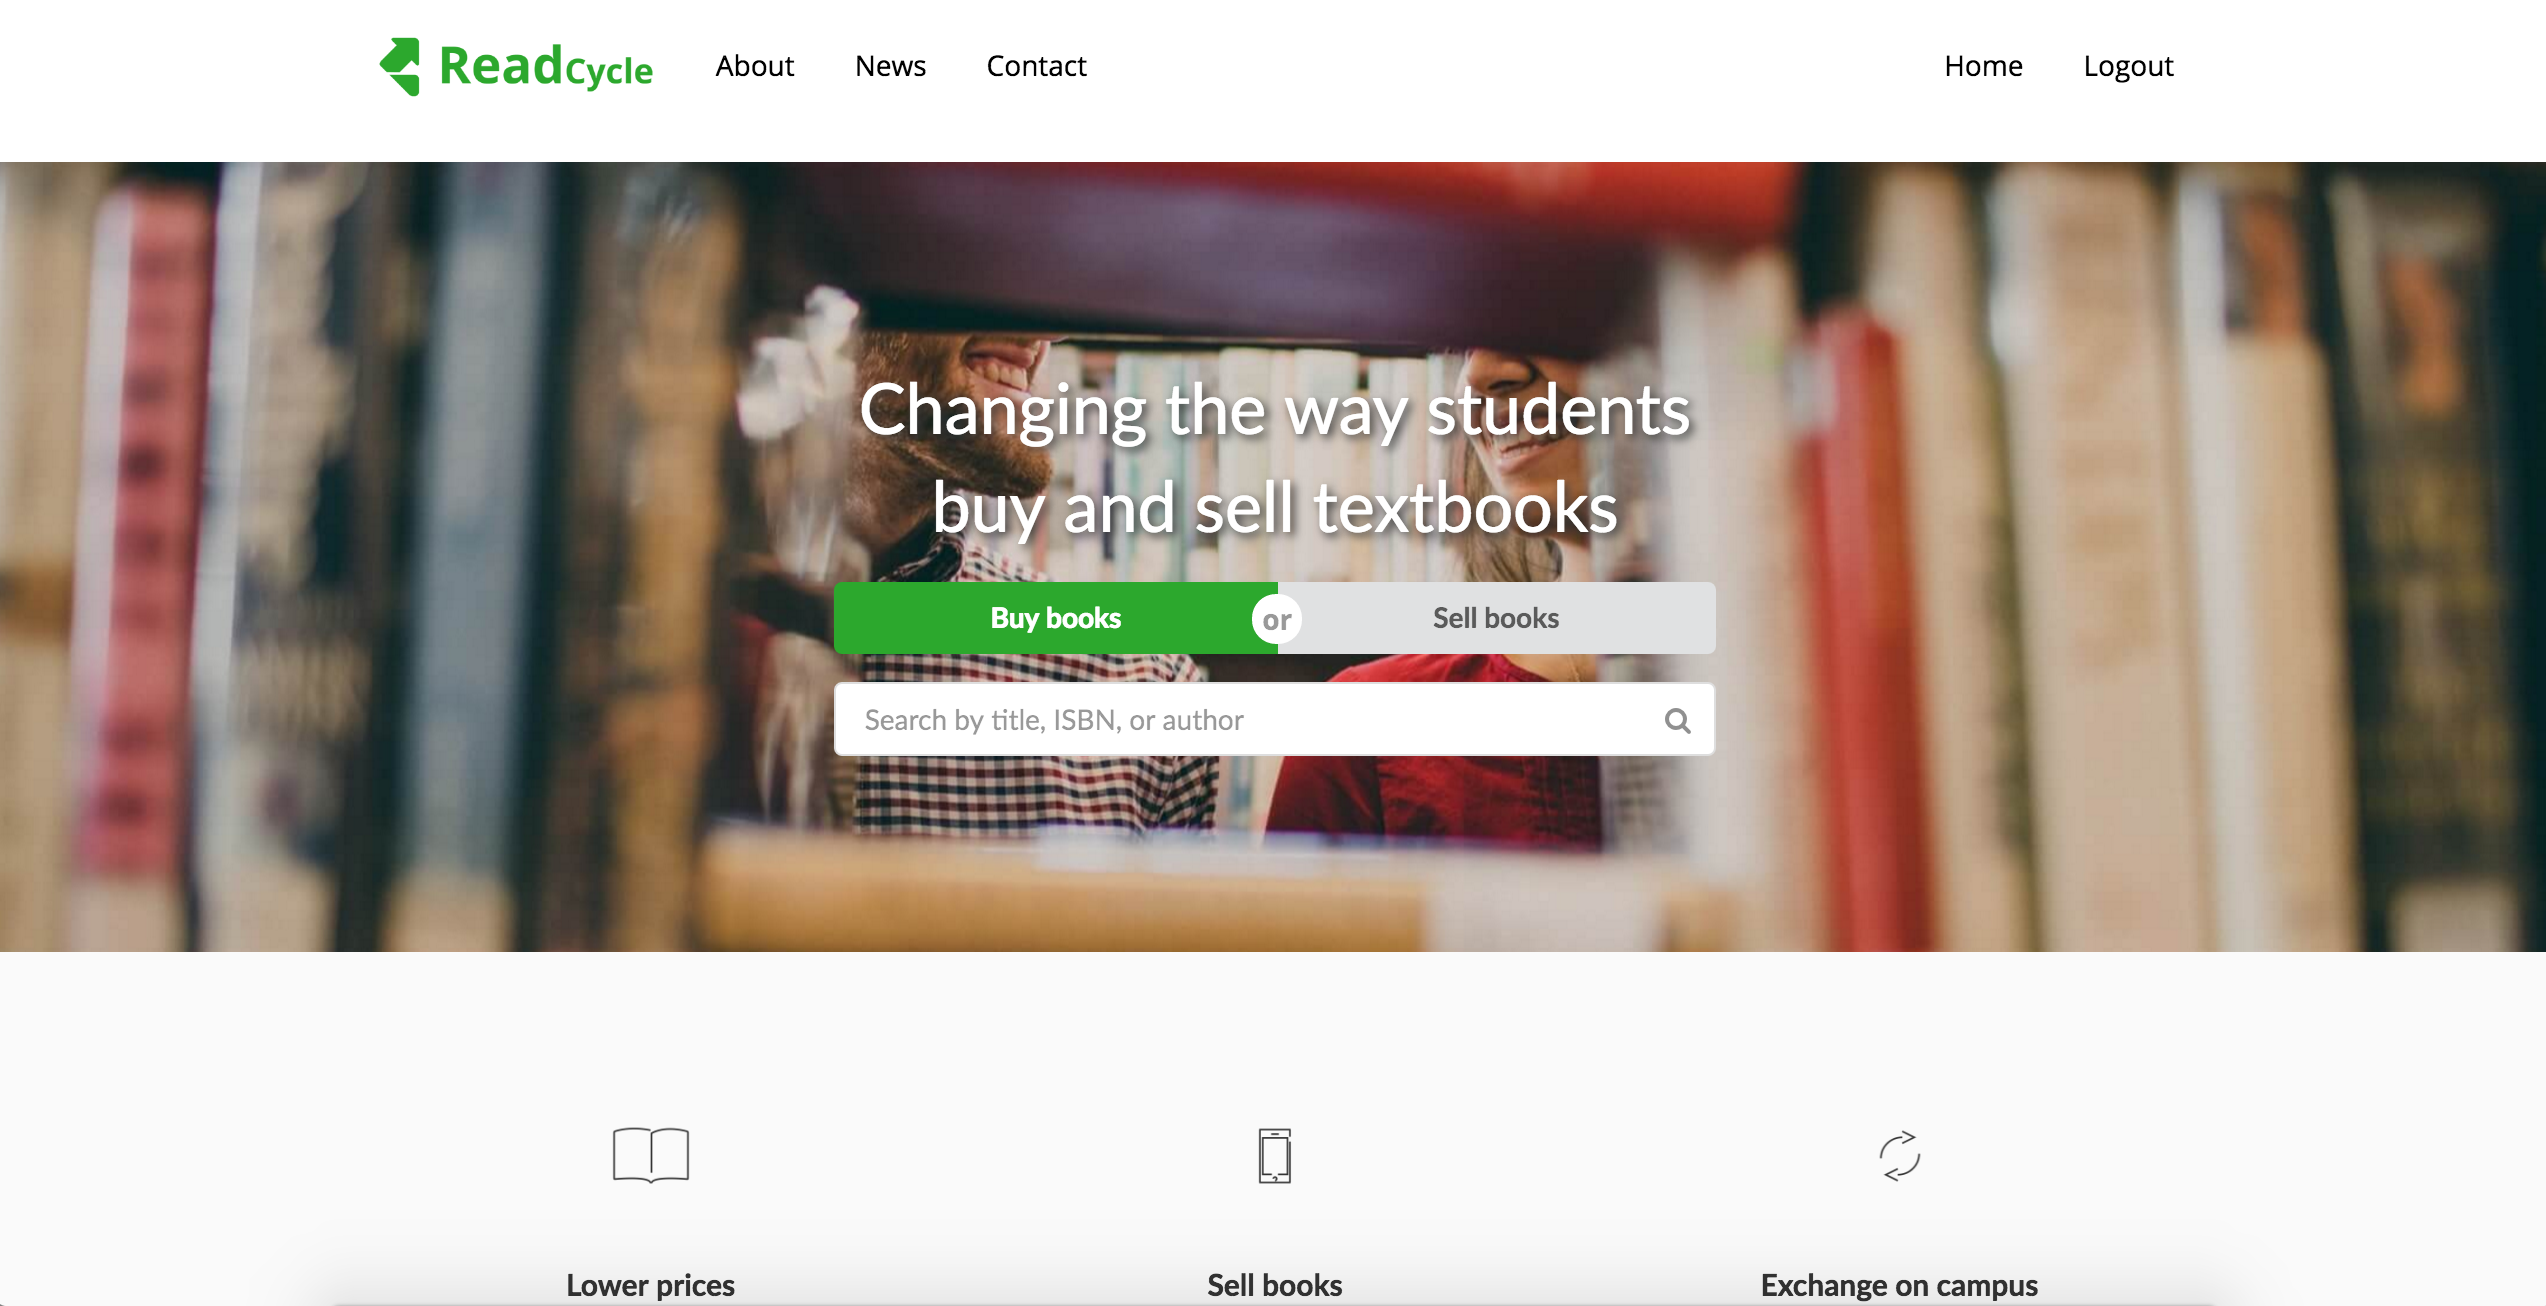 ReadCycle About News Contact Home Logout
Changing the way students
buy and sell textbooks
Buy books or Sell books
Search by title, ISBN, or author
Lower prices Sell books Exchange on campus